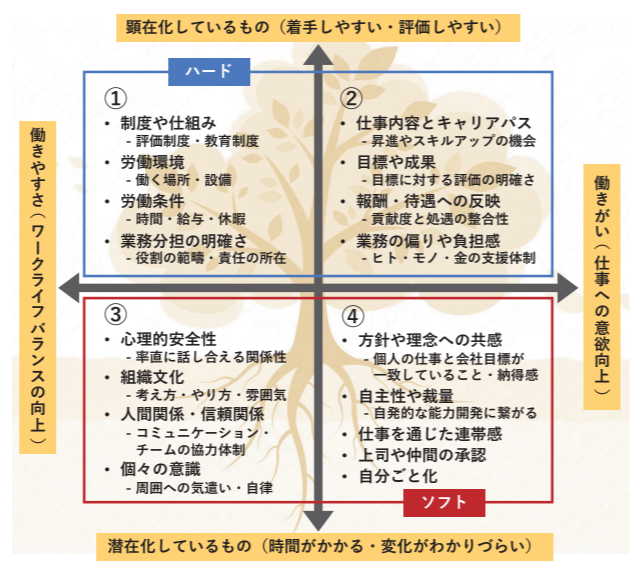 顕在化しているもの（着手しやすい・評価しやすい）
ハード
働きやすさ（ワークライフバランスの向上）
働きがい（仕事への意欲向上）
①
・ 制度や仕組み
- 評価制度・教育制度
・ 労働環境
- 働く場所・設備
・ 労働条件
- 時間・給与・休暇
・ 業務分担の明確さ
- 役割の範疇・責任の所在
②
・ 仕事内容とキャリアパス
- 昇進やスキルアップの機会
・ 目標や成果
- 目標に対する評価の明確さ
・ 報酬・待遇への反映
- 貢献度と処遇の整合性
・ 業務の偏りや負担感
- ヒト・モノ・金の支援体制
③
・ 心理的安全性
- 率直に話し合える関係性
・ 組織文化
- 考え方・やり方・雰囲気
・ 人間関係・信頼関係
- コミュニケーション・
チームの協力体制
・ 個々の意識
- 周囲への気遣い・自律
④
・ 方針や理念への共感
- 個人の仕事と会社目標が
一致していること・納得感
・ 自主性や裁量
- 自発的な能力開発に繋がる
・ 仕事を通じた連帯感
・ 上司や仲間の承認
・ 自分ごと化
ソフト
潜在化しているもの（時間がかかる・変化がわかりづらい）